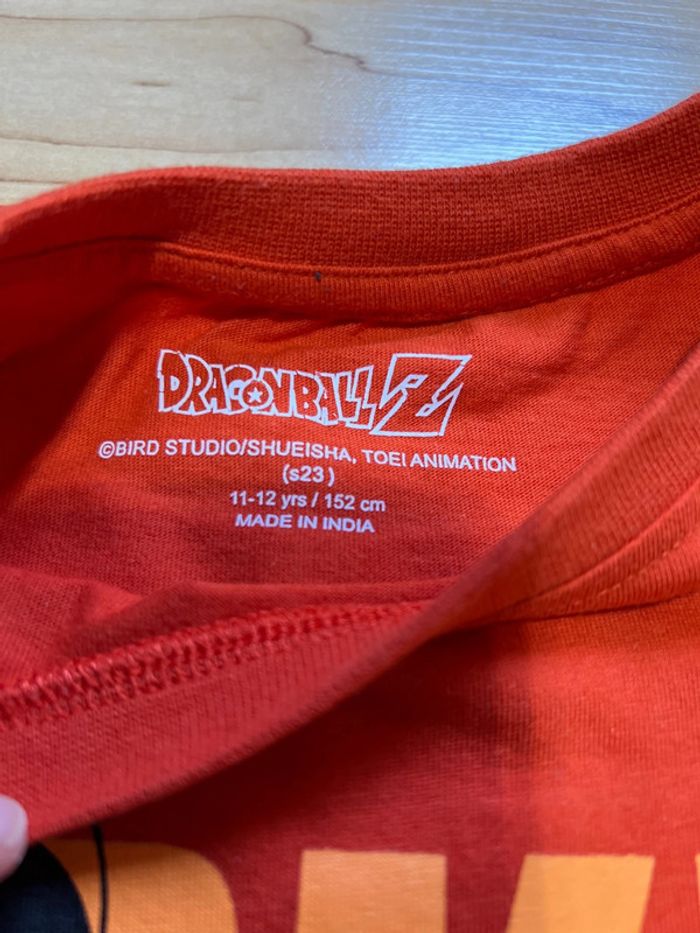 DRAGONBALL Z
©BIRD STUDIO/SHUEISHA, TOEI ANIMATION
(s23)
11-12 yrs / 152 cm
MADE IN INDIA